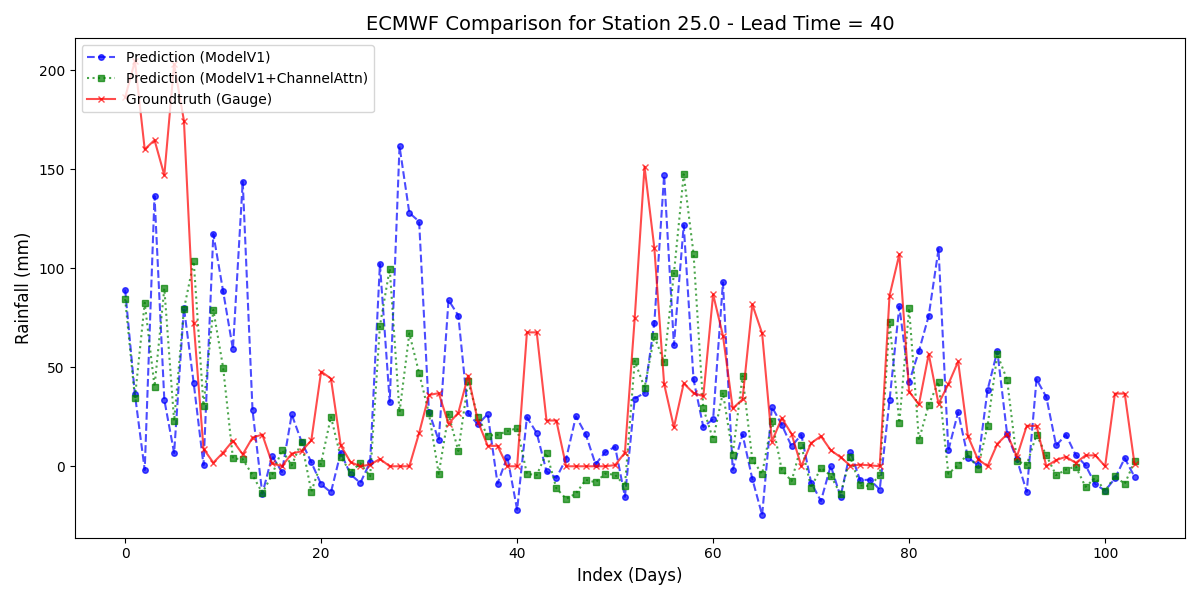 ECMWF Comparison for Station 25.0 - Lead Time = 40
Prediction (ModelV1)
Prediction (ModelV1+ChannelAttn)
Groundtruth (Gauge)
Rainfall (mm)
200
150
100
50
0
0 20 40 60 80 100
Index (Days)